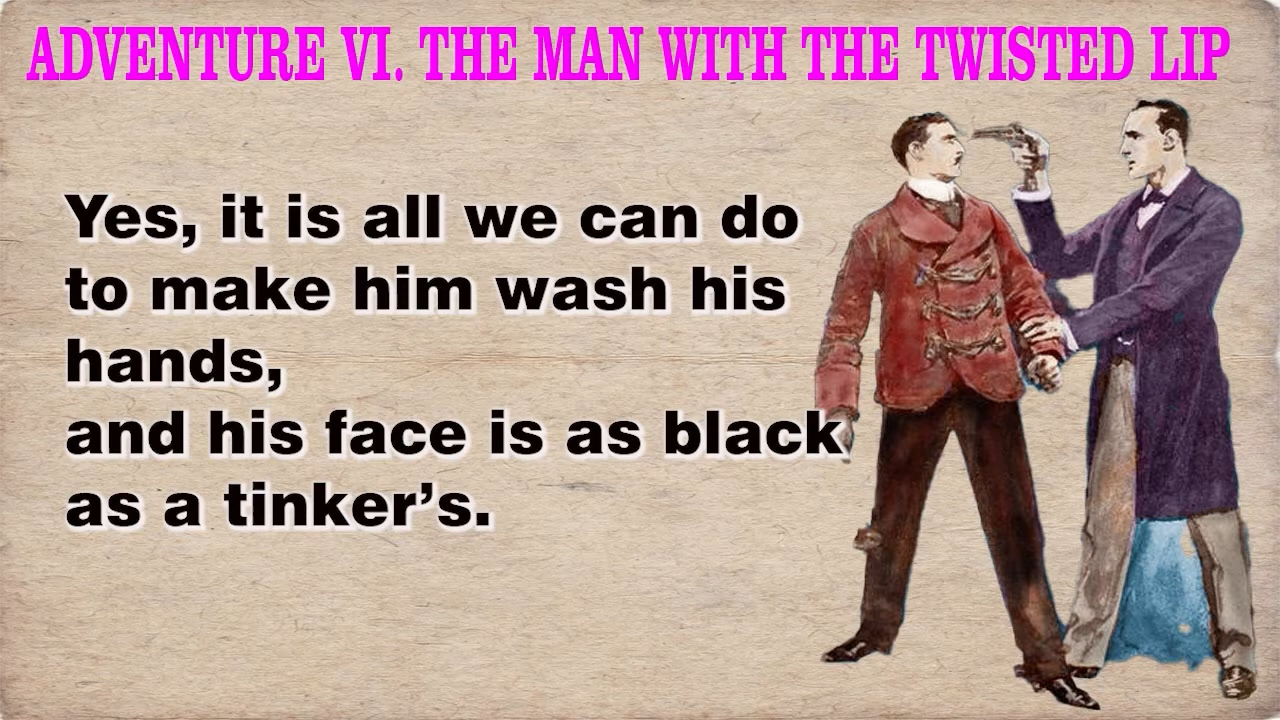 ADVENTURE VI. THE MAN WITH THE TWISTED LIP
Yes, it is all we can do
to make him wash his
hands,
and his face is as black
as a tinker’s.